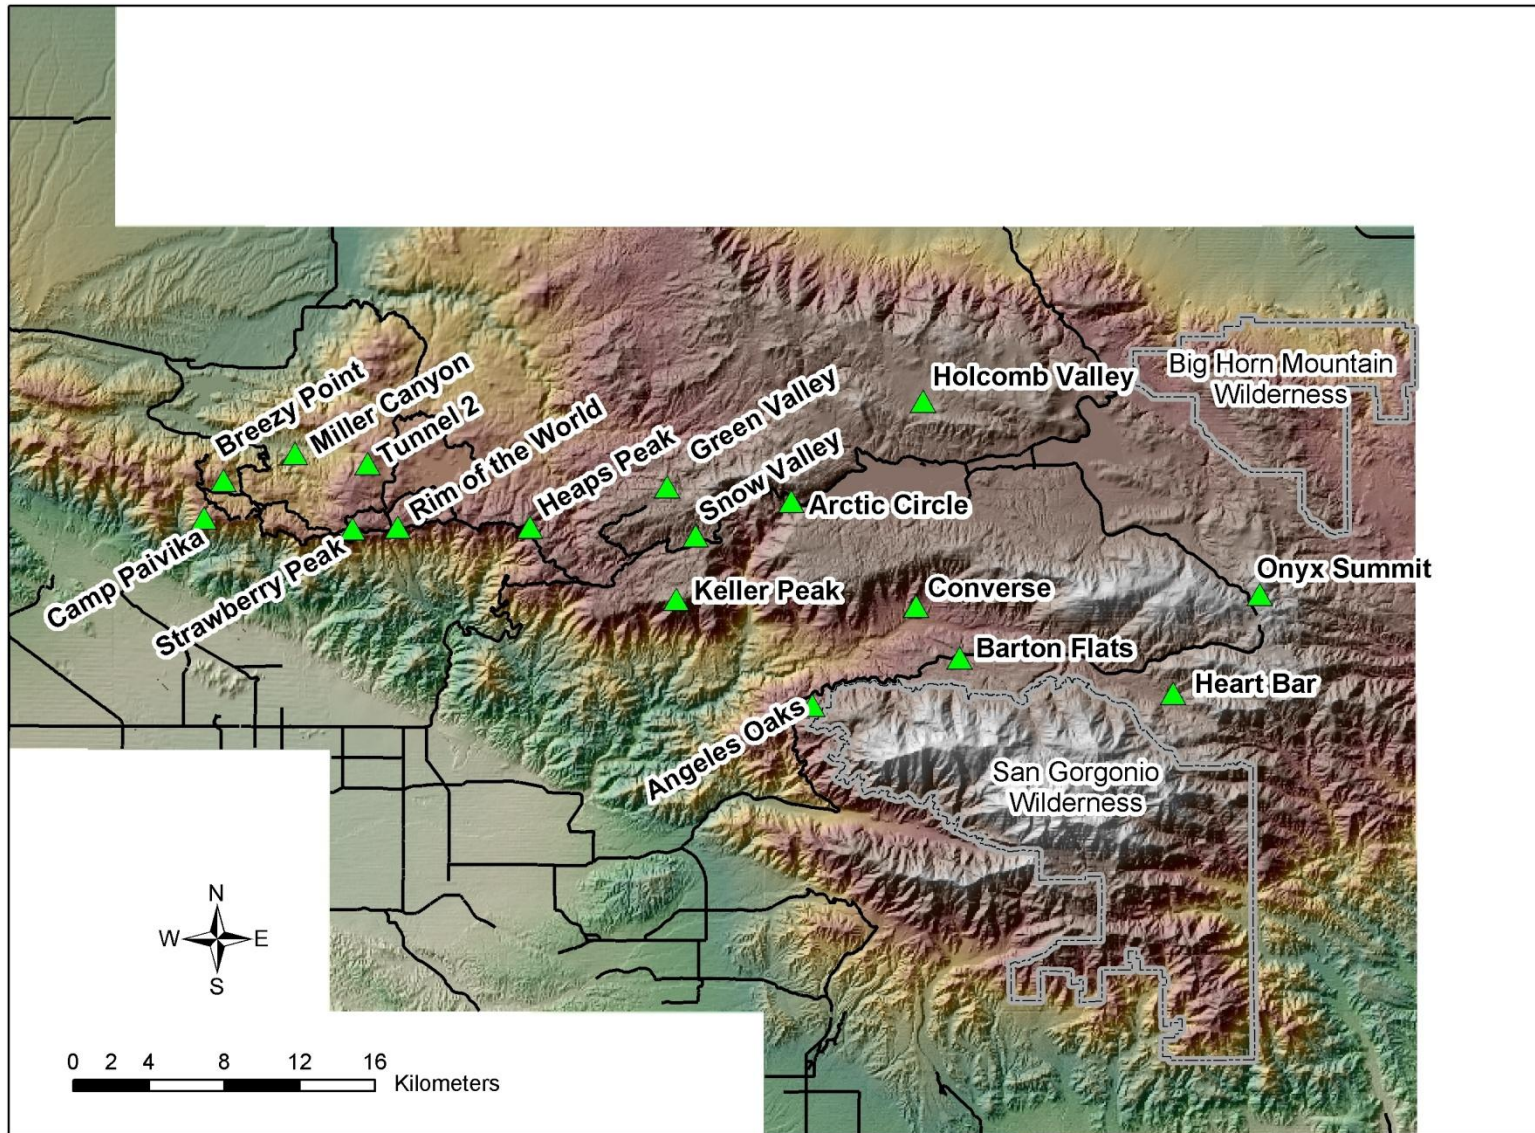 Breezy Point
Miller Canyon
Tunnel 2
Rim of the World
Heaps Peak
Green Valley
Snow Valley
Holcomb Valley
Big Horn Mountain
Wilderness
Arctic Circle
Camp Paivika
Strawberry Peak
Keller Peak
Converse
Onyx Summit
Barton Flats
Heart Bar
Angeles Oaks
San Gorgonio
Wilderness
N
W E
S
0 2 4 8 12 16
Kilometers